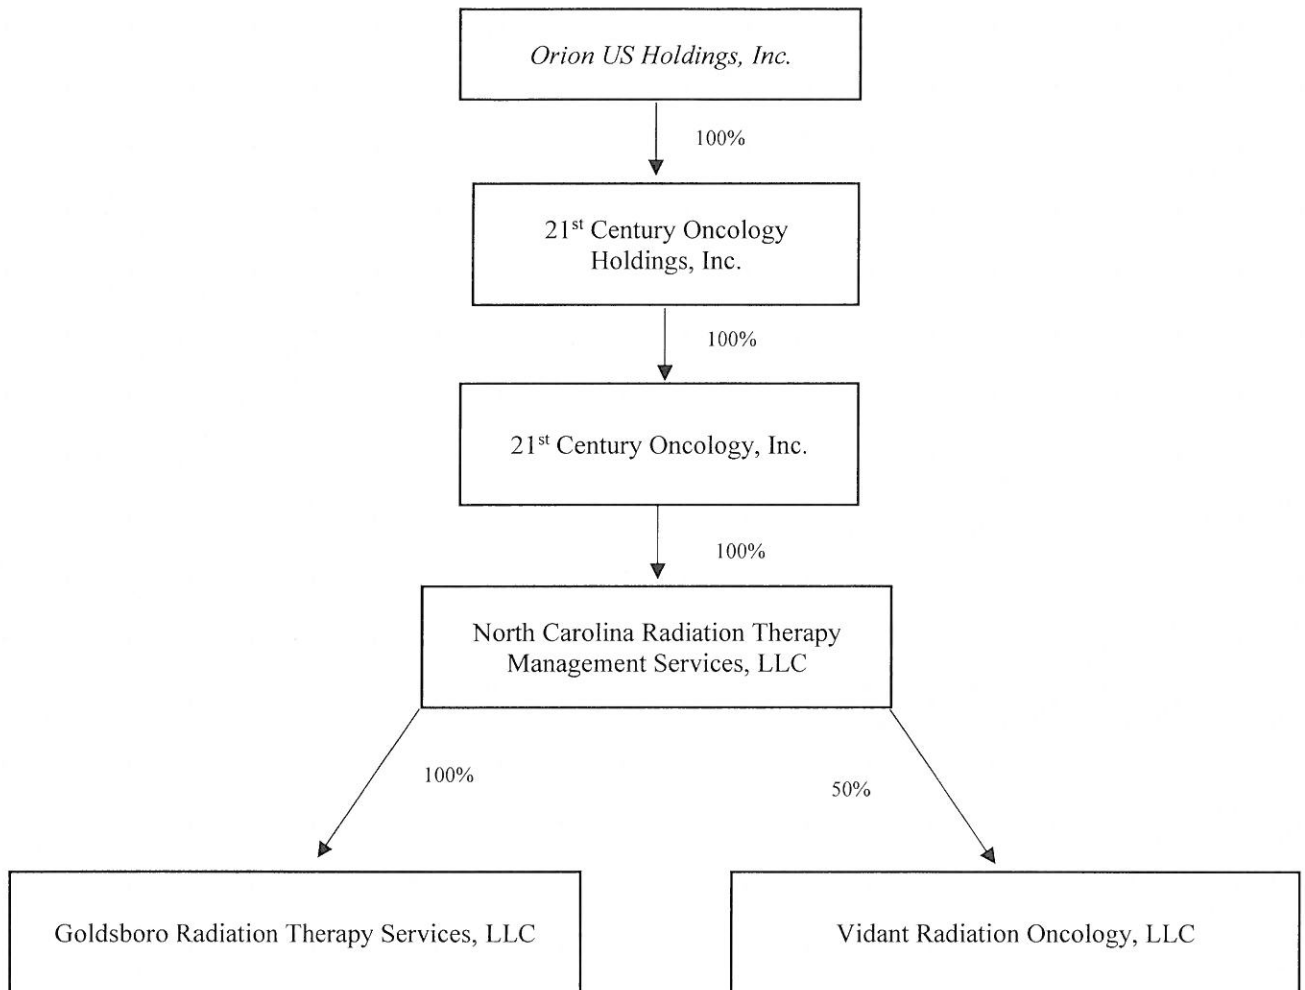 Orion US Holdings, Inc.
100%
21st Century Oncology
Holdings, Inc.
100%
21st Century Oncology, Inc.
100%
North Carolina Radiation Therapy
Management Services, LLC
100%
50%
Goldsboro Radiation Therapy Services, LLC
Vidant Radiation Oncology, LLC